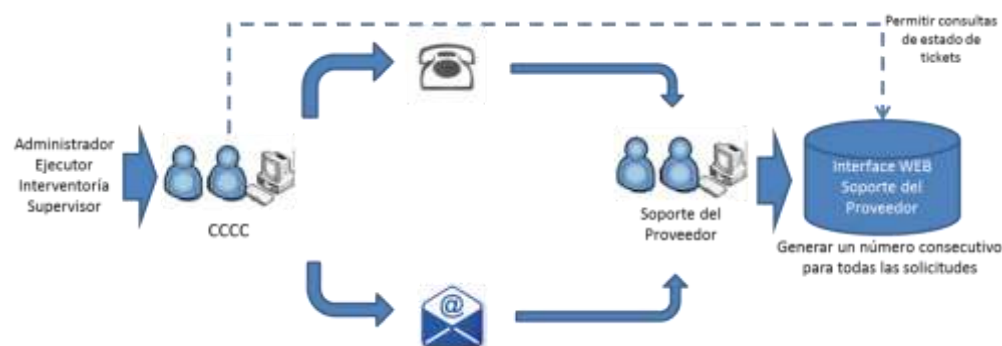 Permitir consultas
de estado de
tickets
Administrador
Ejecutor
Interventoría
Supervisor
CCCC
@
Soporte del
Proveedor
Interface WEB
Soporte del
Proveedor
Generar un número consecutivo
para todas las solicitudes